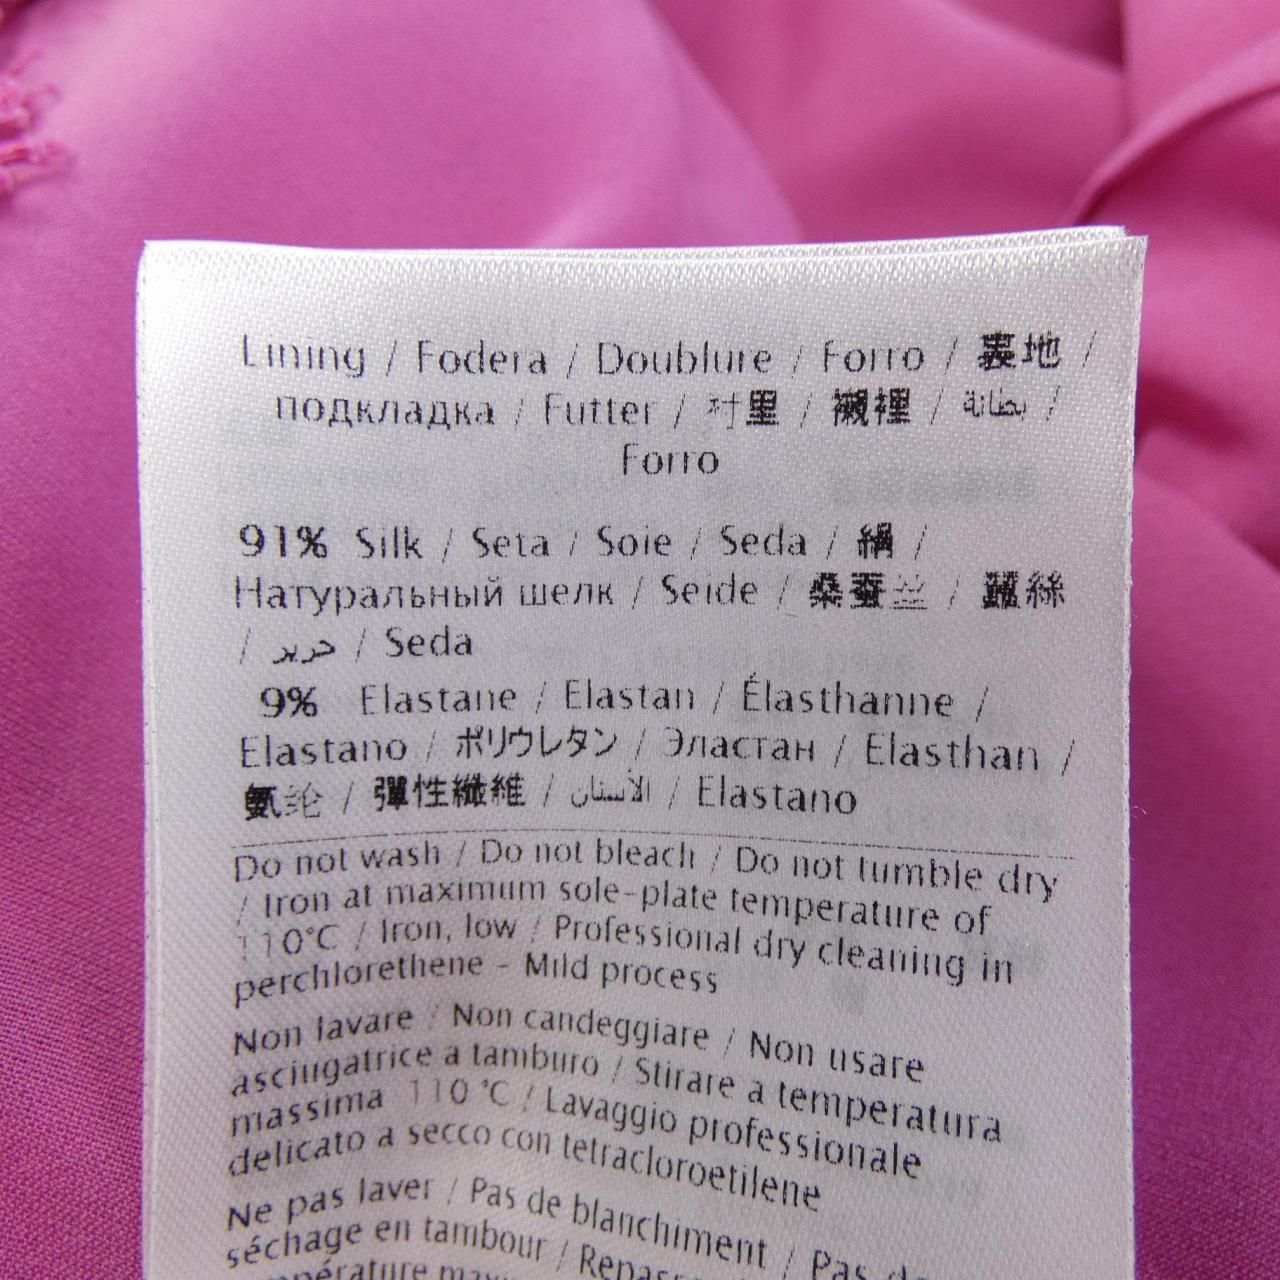 Lining / Fodera / Doublure / Forro / 裏地 /
подкладка / Futter / 衬里 / 襯裡 / بطانة /
Forro
91% Silk / Seta / Soie / Seda / 絹 /
Натуральный шелк / Seide / 桑蚕丝 / 蠶絲
/ حرير / Seda
9% Elastane / Elastan / Élasthanne /
Elastano / ポリウレタン / Эластан / Elasthan /
氨纶 / 彈性纖維 / الأستان / Elastano
Do not wash / Do not bleach / Do not tumble dry
/ Iron at maximum sole-plate temperature of
110°C / Iron, low / Professional dry cleaning in
perchlorethene - Mild process
Non lavare / Non candeggiare / Non usare
asciugatrice a tamburo / Stirare a temperatura
massima 110 °C / Lavaggio professionale
delicato a secco con tetracloroetilene
Ne pas laver / Pas de blanchiment / Pas de
séchage en tambour /